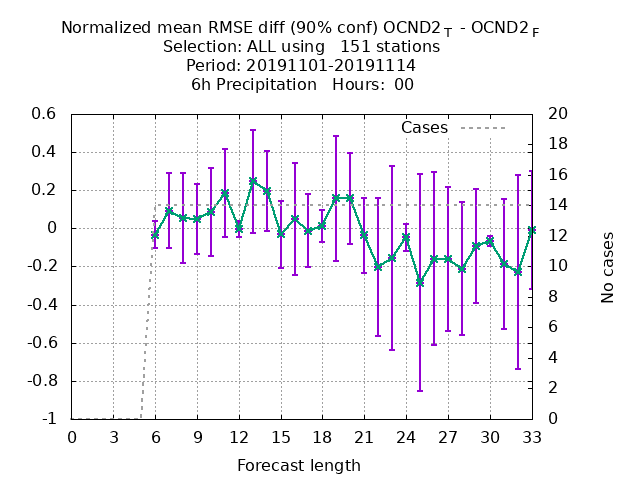 Normalized mean RMSE diff (90% conf) OCND2 T - OCND2 F
Selection: ALL using 151 stations
Period: 20191101-20191114
6h Precipitation Hours: 00
Cases
0.6
0.4
0.2
0
-0.2
-0.4
-0.6
-0.8
-1
20
18
16
14
12
10
8
6
4
2
0
No cases
0 3 6 9 12 15 18 21 24 27 30 33
Forecast length